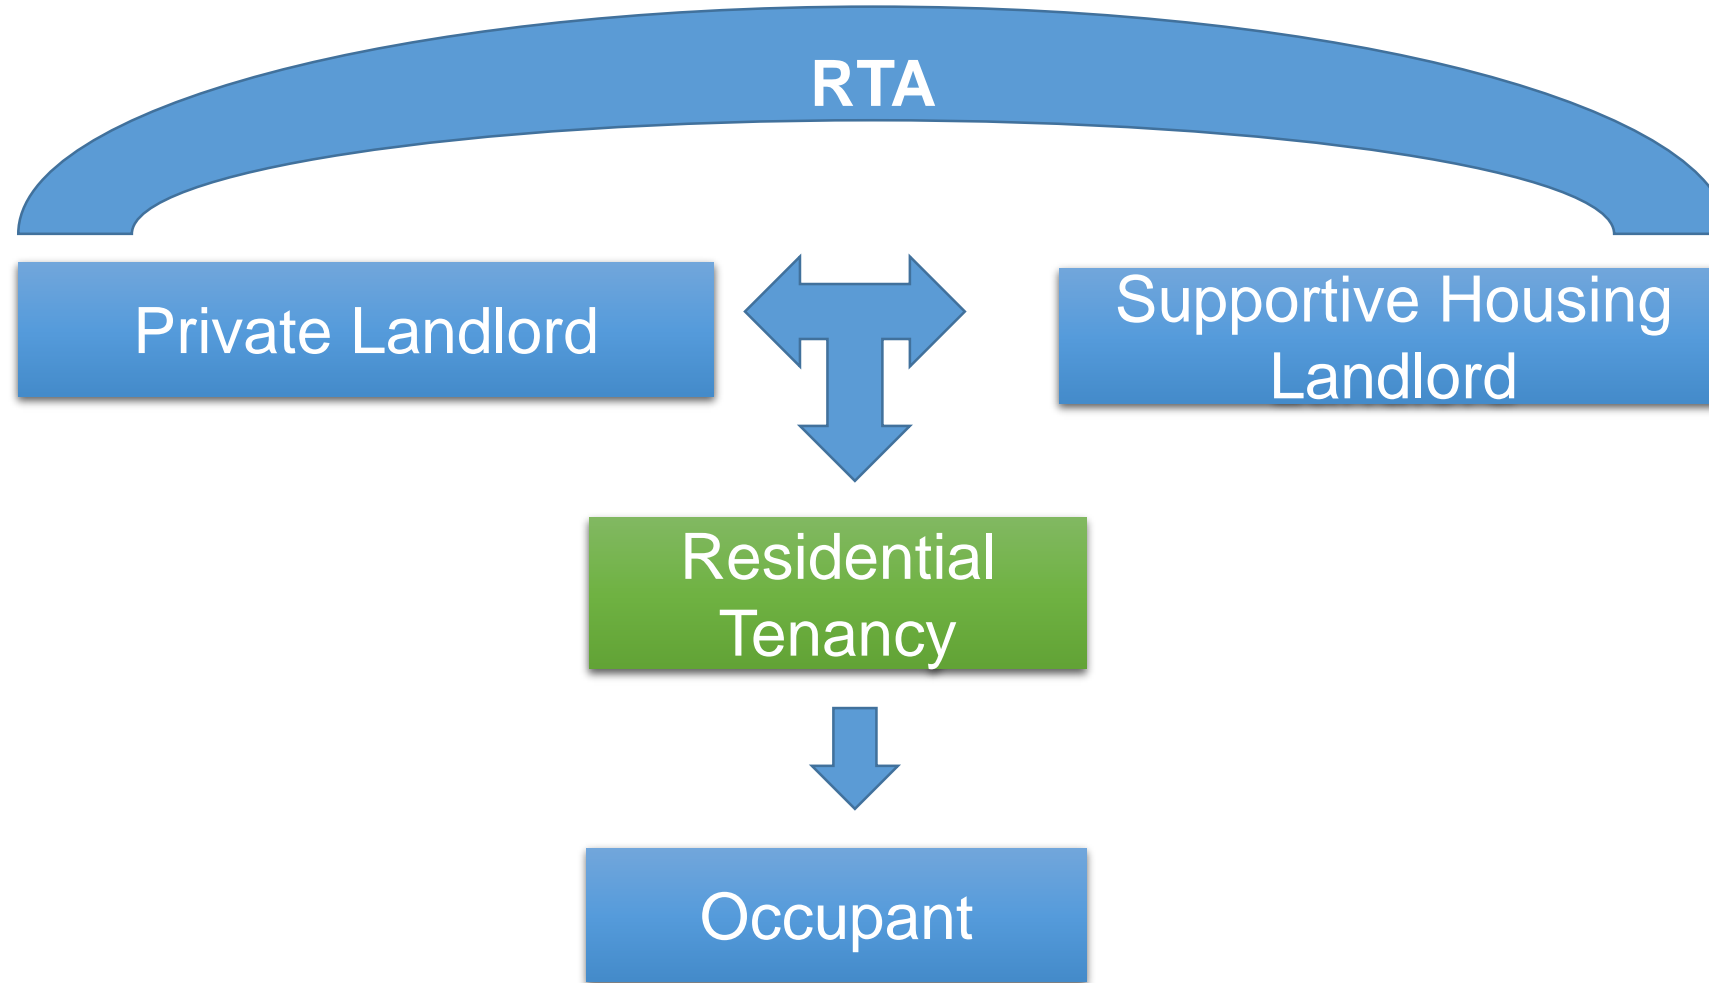 RTA
Private Landlord
Supportive Housing
Landlord
Residential
Tenancy
Occupant